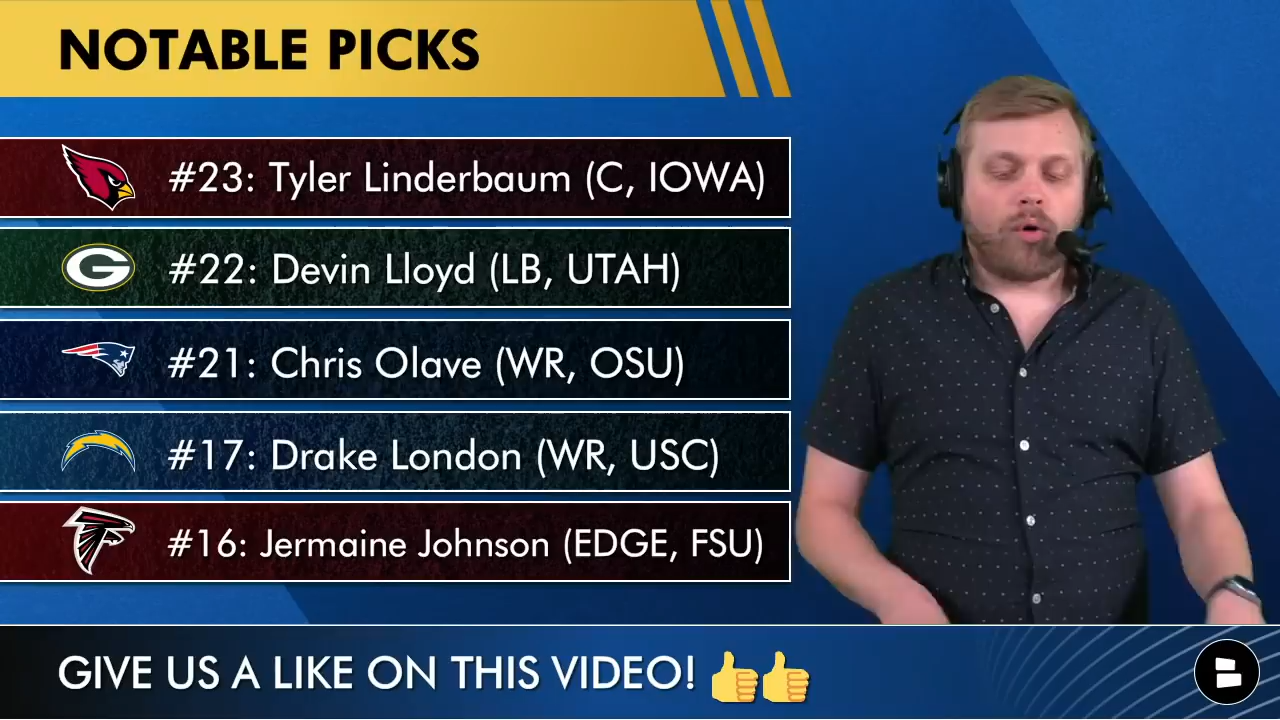 NOTABLE PICKS
#23: Tyler Linderbaum (C, IOWA)
G #22: Devin Lloyd (LB, UTAH)
#21: Chris Olave (WR, OSU)
#17: Drake London (WR, USC)
#16: Jermaine Johnson (EDGE, FSU)
GIVE US A LIKE ON THIS VIDEO! 👍👍